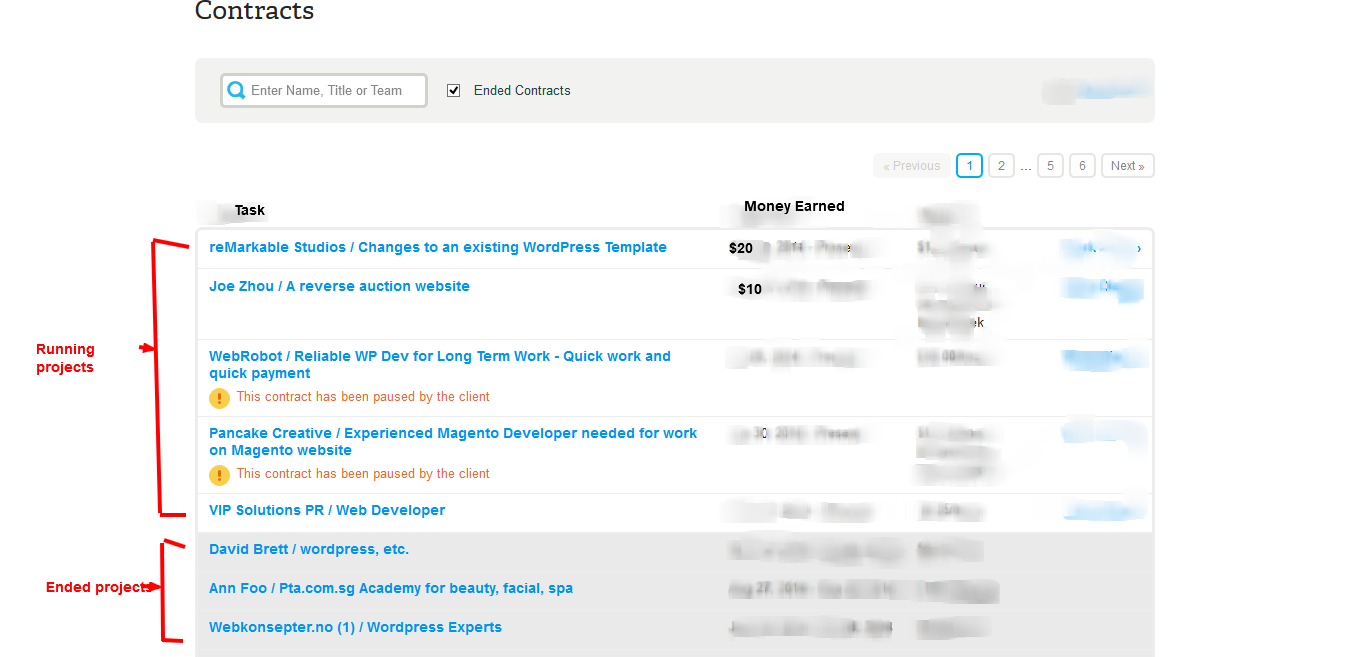 Contracts
Enter Name, Title or Team
Ended Contracts
« Previous 1 2 ... 5 6 Next »
Task Money Earned
reMarkable Studios / Changes to an existing WordPress Template $20
Joe Zhou / A reverse auction website $10
Running
projects
WebRobot / Reliable WP Dev for Long Term Work - Quick work and
quick payment
This contract has been paused by the client
Pancake Creative / Experienced Magento Developer needed for work
on Magento website
This contract has been paused by the client
VIP Solutions PR / Web Developer
David Brett / wordpress, etc.
Ended projects
Ann Foo / Pta.com.sg Academy for beauty, facial, spa
Webkonsepter.no (1) / Wordpress Experts